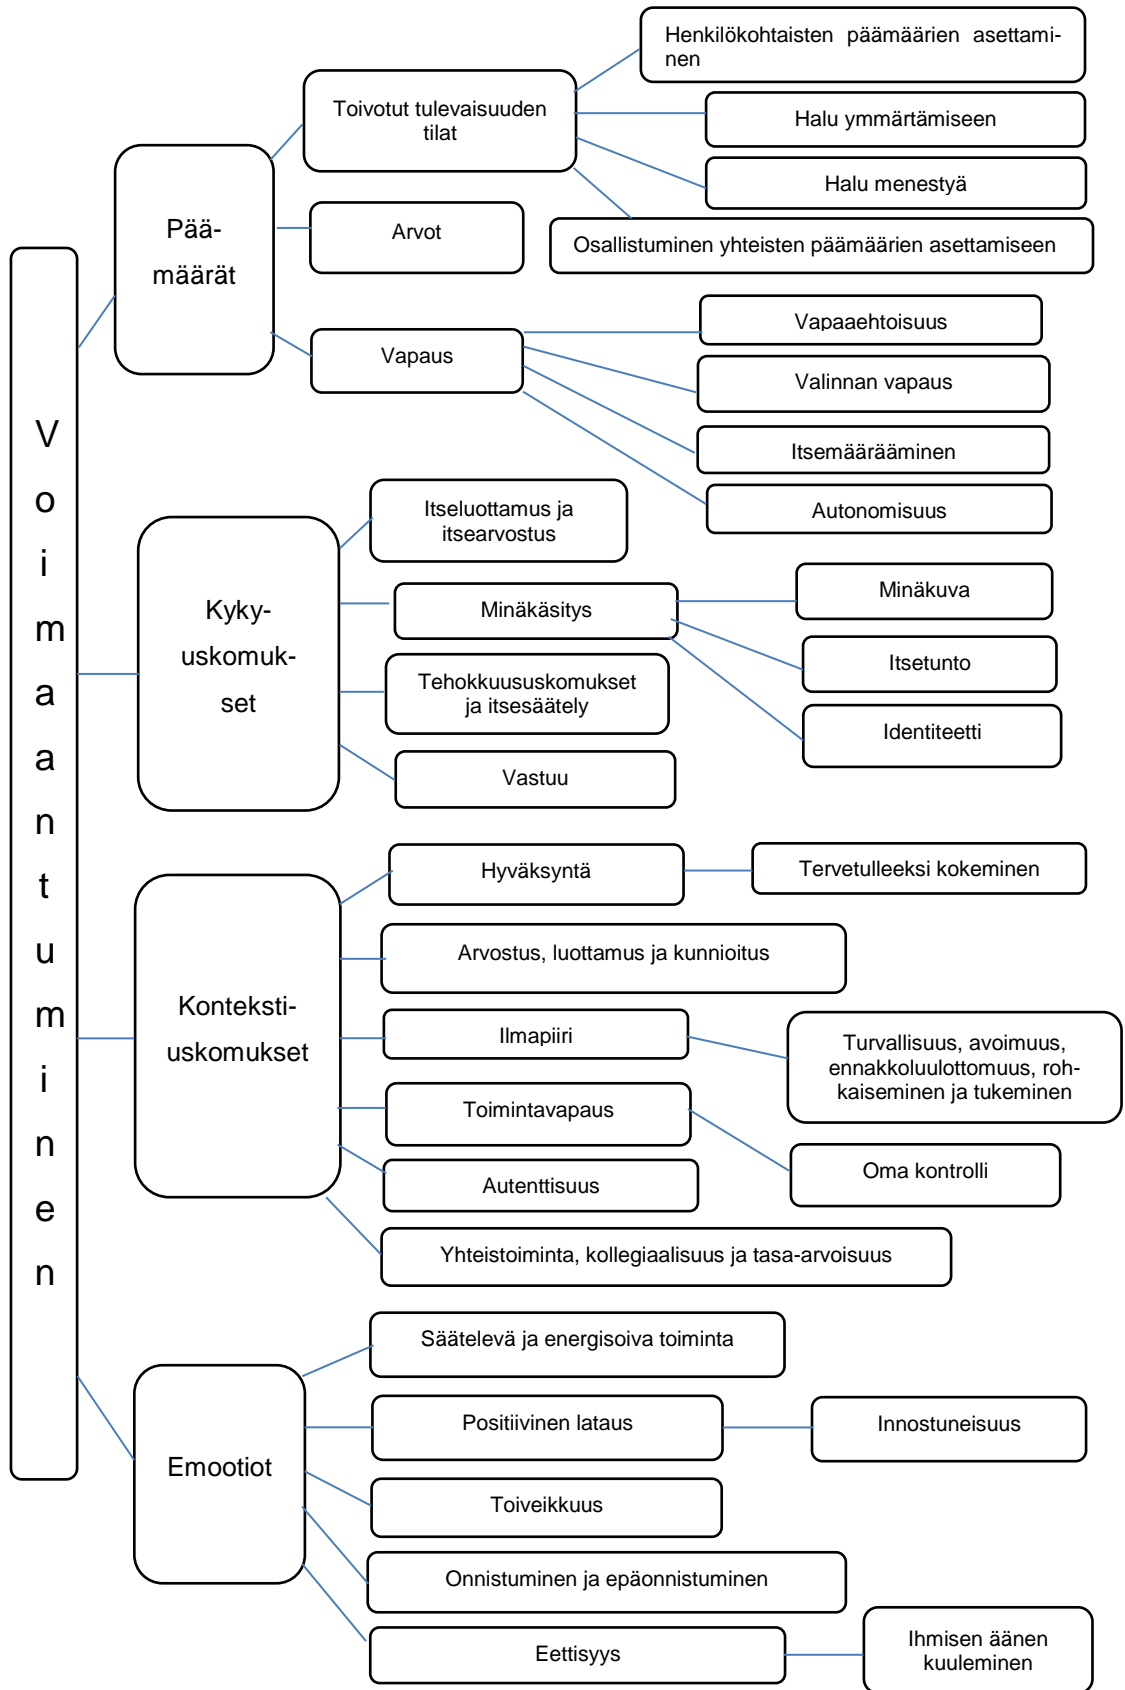 Voimaantuminen
Pää-
määrät
Toivotut tulevaisuuden
tilat
Henkilökohtaisten päämäärien asettami-
nen
Halu ymmärtämiseen
Halu menestyä
Osallistuminen yhteisten päämäärien asettamiseen
Arvot
Vapaus
Vapaaehtoisuus
Valinnan vapaus
Itsemäärääminen
Autonomisuus
Kyky-
uskomuk-
set
Itseluottamus ja
itsearvostus
Minäkäsitys
Minäkuva
Itsetunto
Identiteetti
Tehokkuususkomukset
ja itsesäätely
Vastuu
Konteksti-
uskomukset
Hyväksyntä
Tervetulleeksi kokeminen
Arvostus, luottamus ja kunnioitus
Ilmapiiri
Turvallisuus, avoimuus,
ennakkoluulottomuus, roh-
kaiseminen ja tukeminen
Toimintavapaus
Oma kontrolli
Autenttisuus
Yhteistoiminta, kollegiaalisuus ja tasa-arvoisuus
Emootiot
Säätelevä ja energisoiva toiminta
Positiivinen lataus
Innostuneisuus
Toiveikkuus
Onnistuminen ja epäonnistuminen
Eettisyys
Ihmisen äänen
kuuleminen